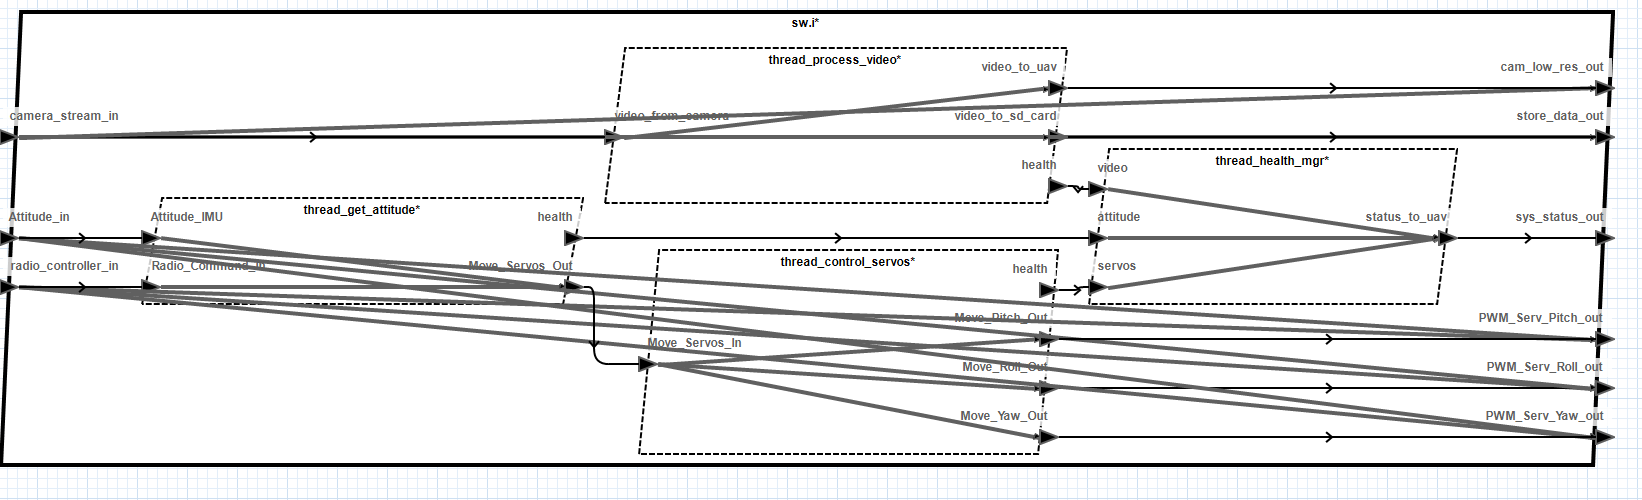 sw.i*
thread_process_video*
video_to_uav
cam_low_res_out
camera_stream_in
video_from_camera
video_to_sd_card
store_data_out
health
video
thread_health_mgr*
thread_get_attitude*
Attitude_in
Attitude_IMU
health
attitude
status_to_uav
sys_status_out
radio_controller_in
Radio_Command_In
Move_Servos_Out
thread_control_servos*
health
servos
Move_Pitch_Out
PWM_Serv_Pitch_out
Move_Servos_In
Move_Roll_Out
PWM_Serv_Roll_out
Move_Yaw_Out
PWM_Serv_Yaw_out